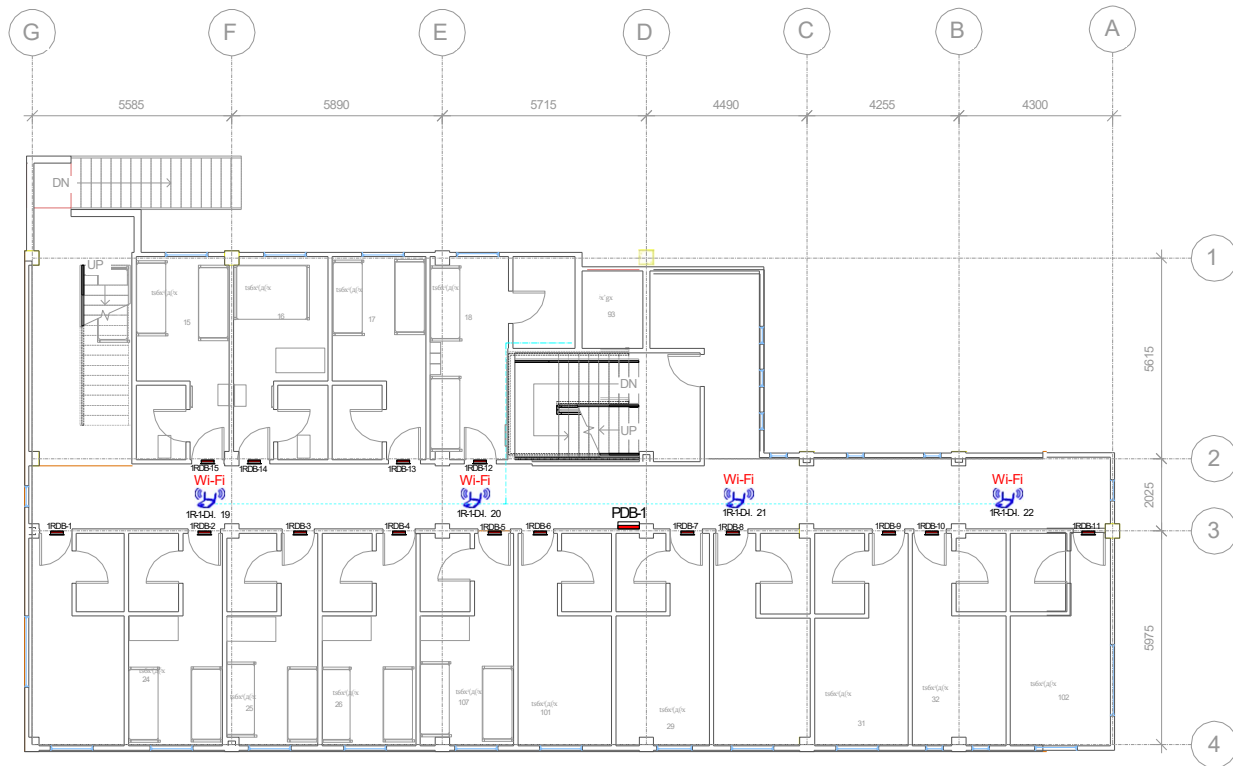 G F E D C B A
5585 5890 5715 4490 4255 4300
DN
1
UP
15
16
17
18
93
5615
DN
UP
1RDB-15 1RDB-14 1RDB-13 1RDB-12
2
Wi-Fi Wi-Fi Wi-Fi Wi-Fi
2025
1R-1-D-I. 19 1R-1-D-I. 20 1R-1-D-I. 21 1R-1-D-I. 22
PDB-1
1RDB-1 1RDB-2 1RDB-3 1RDB-4 1RDB-5 1RDB-6 1RDB-7 1RDB-8 1RDB-9 1RDB-10 1RDB-11
3
5975
24
25
26
107
101
29
31
32
102
4